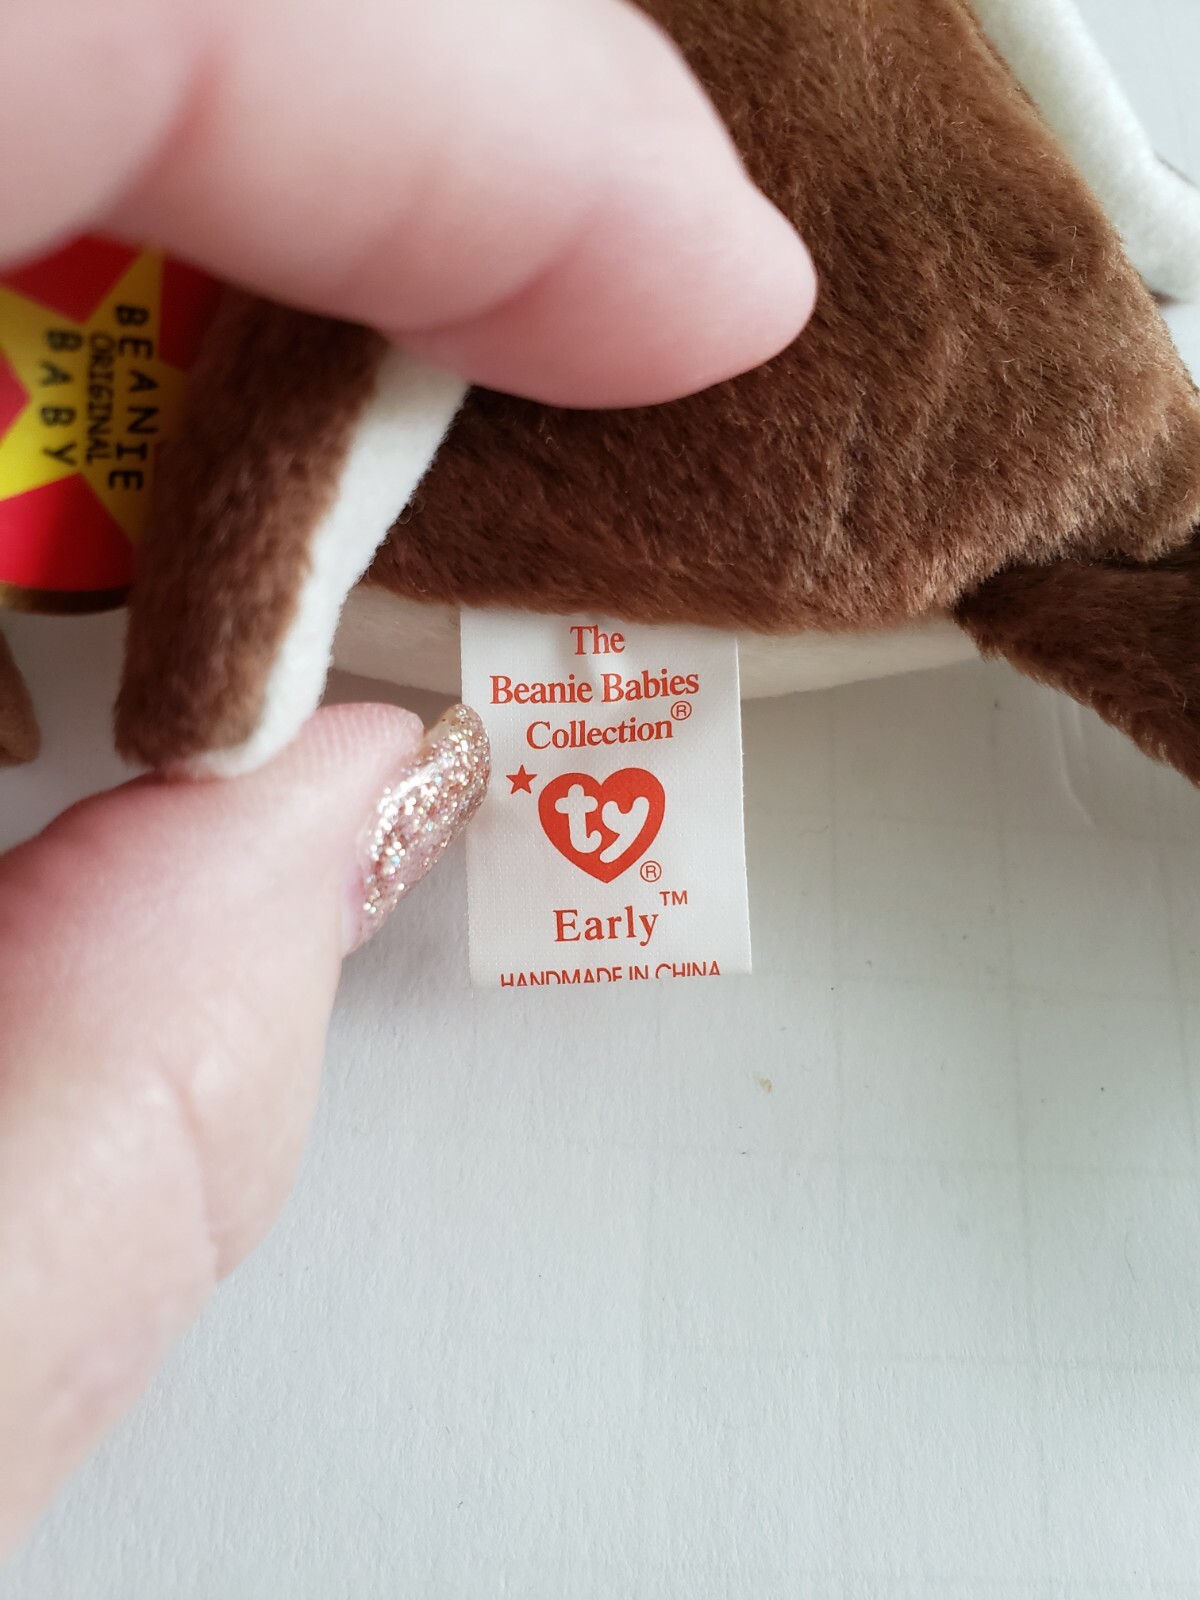 BEANIE
ORIGINAL
BABY
The
Beanie Babies
Collection®
ty®
Early™
HANDMADE IN CHINA